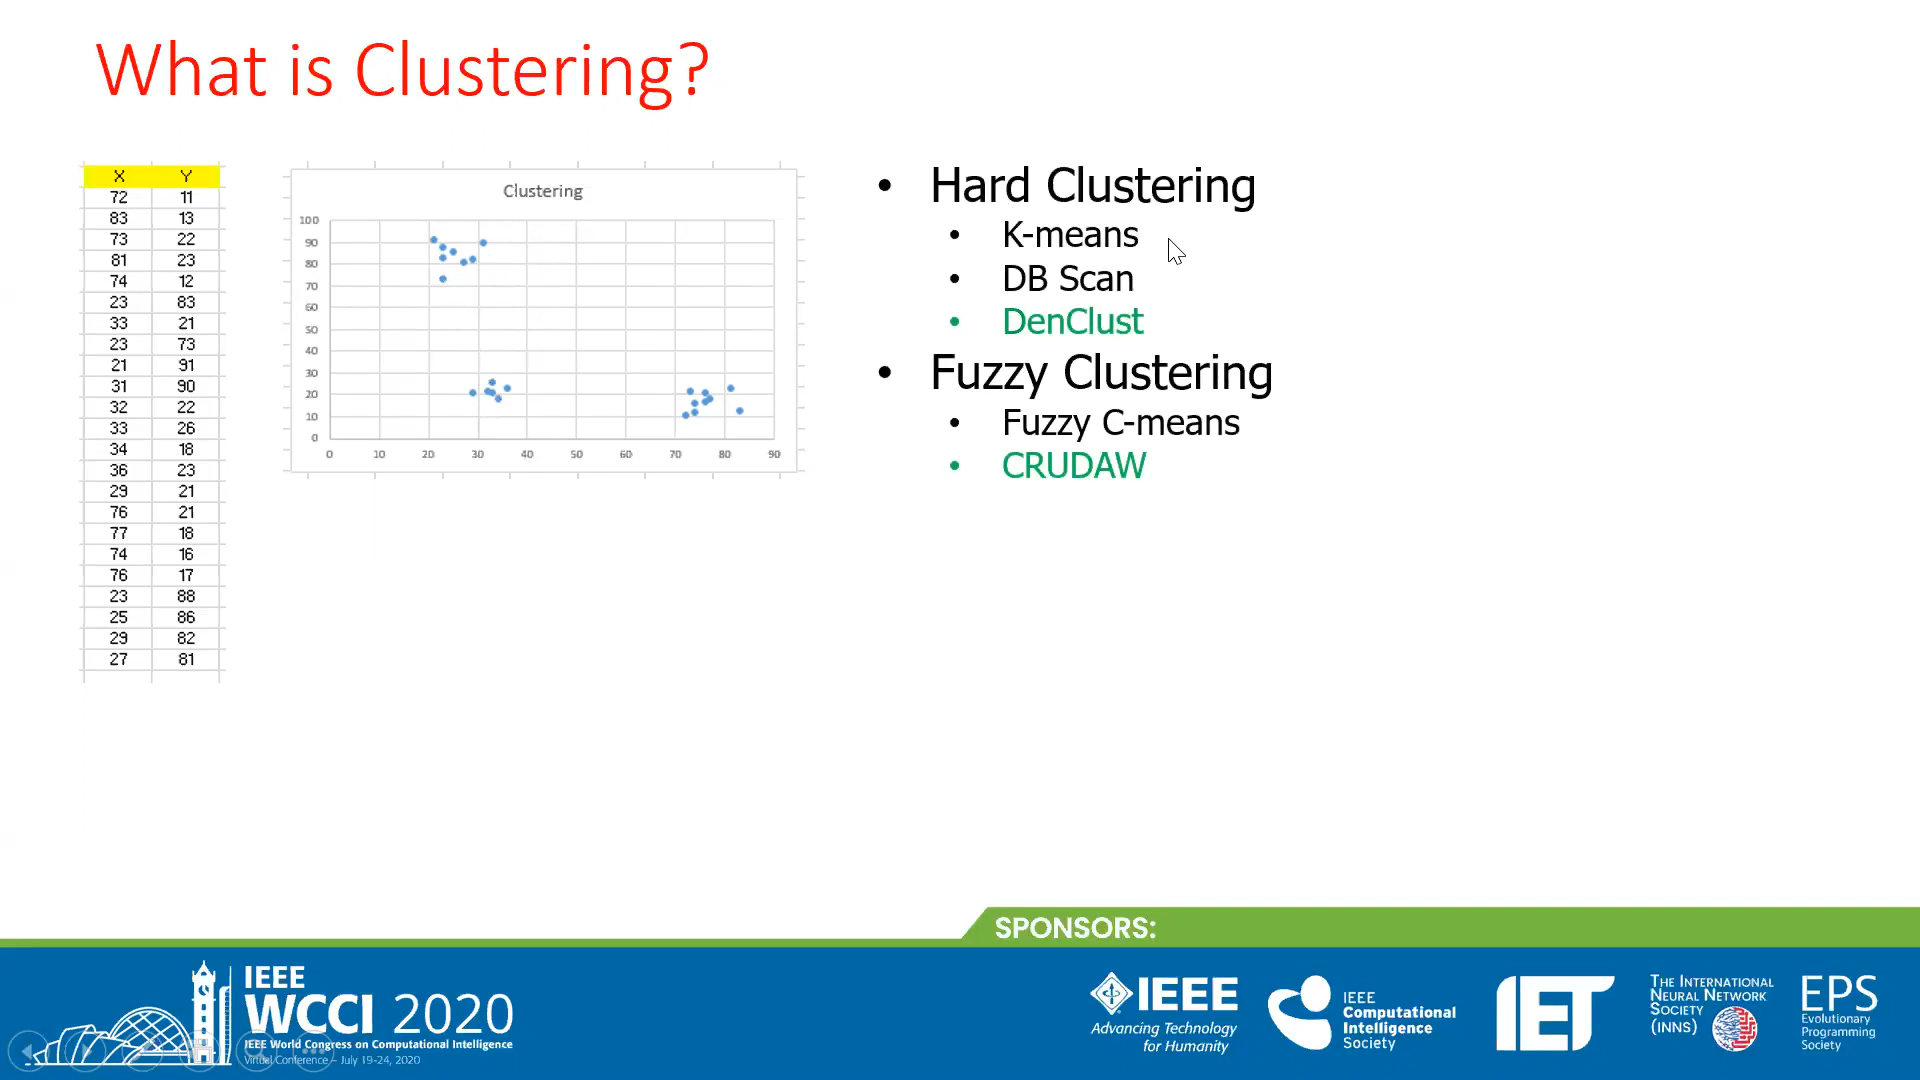 What is Clustering?
X Y
72 11
83 13
73 22
81 23
74 12
23 83
33 21
23 73
21 91
31 90
32 22
33 26
34 18
36 23
29 21
76 21
77 18
74 16
76 17
23 88
25 86
29 82
27 81
Clustering
100
90
80
70
60
50
40
30
20
10
0
0 10 20 30 40 50 60 70 80 90
• Hard Clustering
• K-means
• DB Scan
• DenClust
• Fuzzy Clustering
• Fuzzy C-means
• CRUDAW
SPONSORS:
IEEE
WCCI 2020
IEEE World Congress on Computational Intelligence
Virtual Conference – July 19-24, 2020
IEEE
Advancing Technology
for Humanity
IEEE
Computational
Intelligence
Society
IET
THE INTERNATIONAL
NEURAL NETWORK
SOCIETY
(INNS)
EPS
Evolutionary
Programming
Society